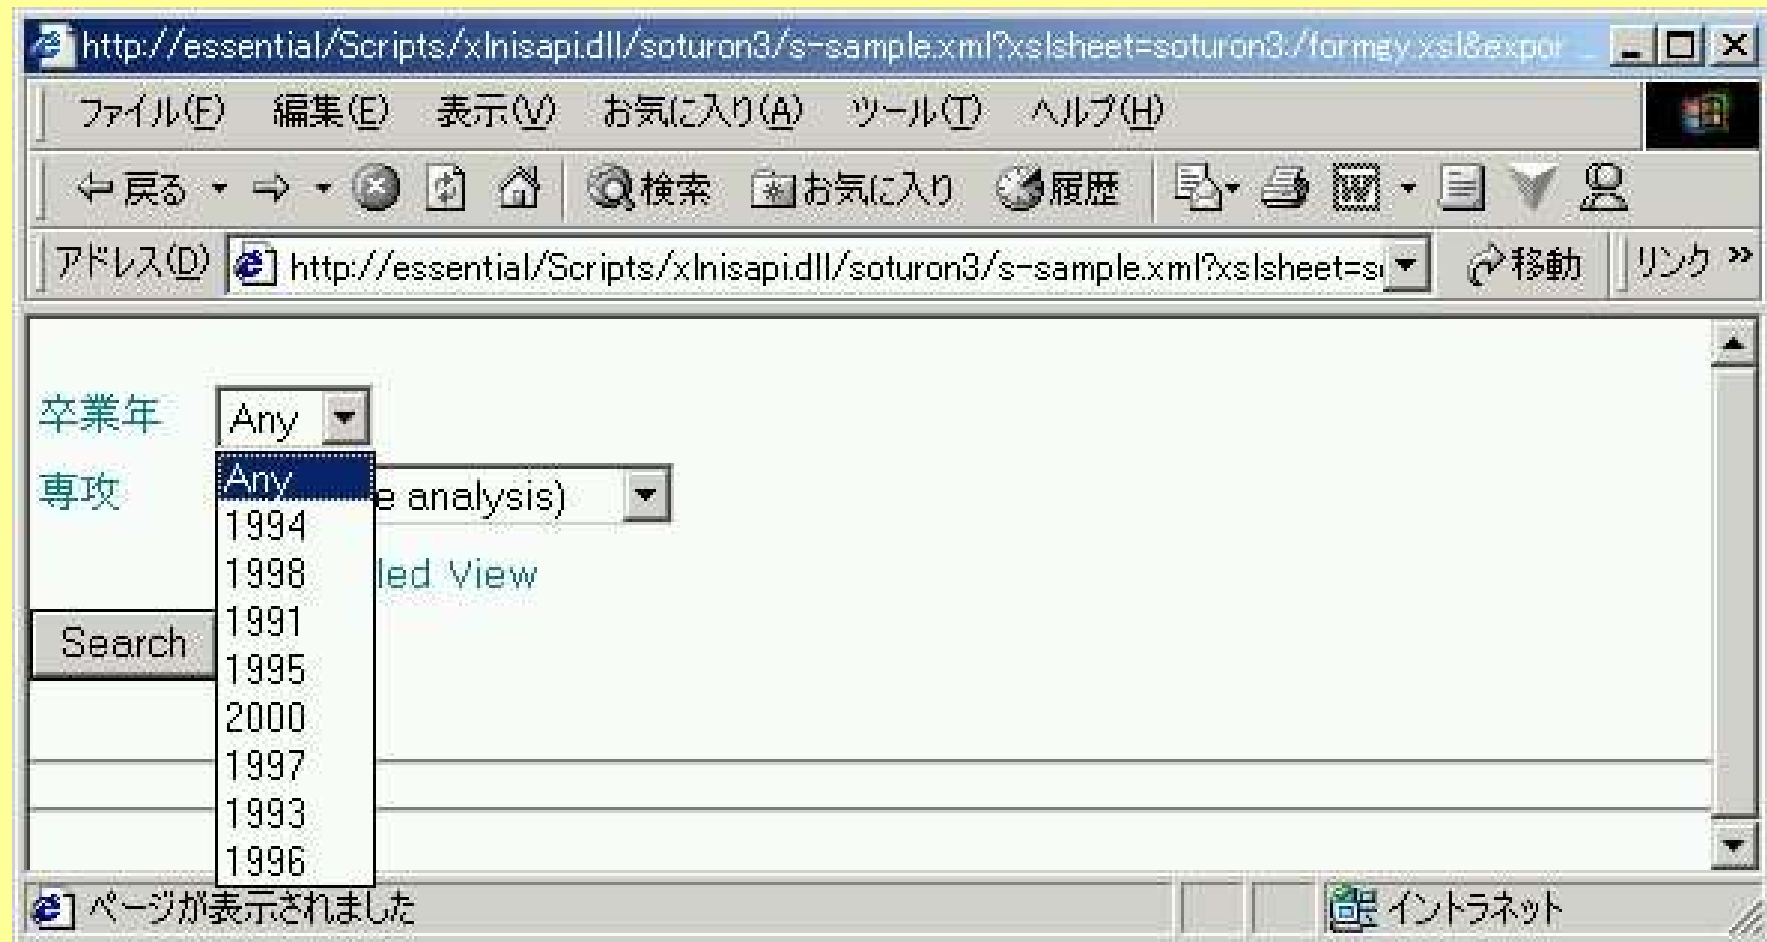 http://essential/Scripts/xlnisapi.dll/soturon3/s-sample.xml?xslsheet=soturon3:/formgy.xsl&expor
ファイル(F) 編集(E) 表示(V) お気に入り(A) ツール(T) ヘルプ(H)
戻る 検索 お気に入り 履歴
アドレス(D) http://essential/Scripts/xlnisapi.dll/soturon3/s-sample.xml?xslsheet=s 移動 リンク »
卒業年 Any
Any
専攻 e analysis)
1994
1998 led View
1991
Search
1995
2000
1997
1993
1996
ページが表示されました イントラネット